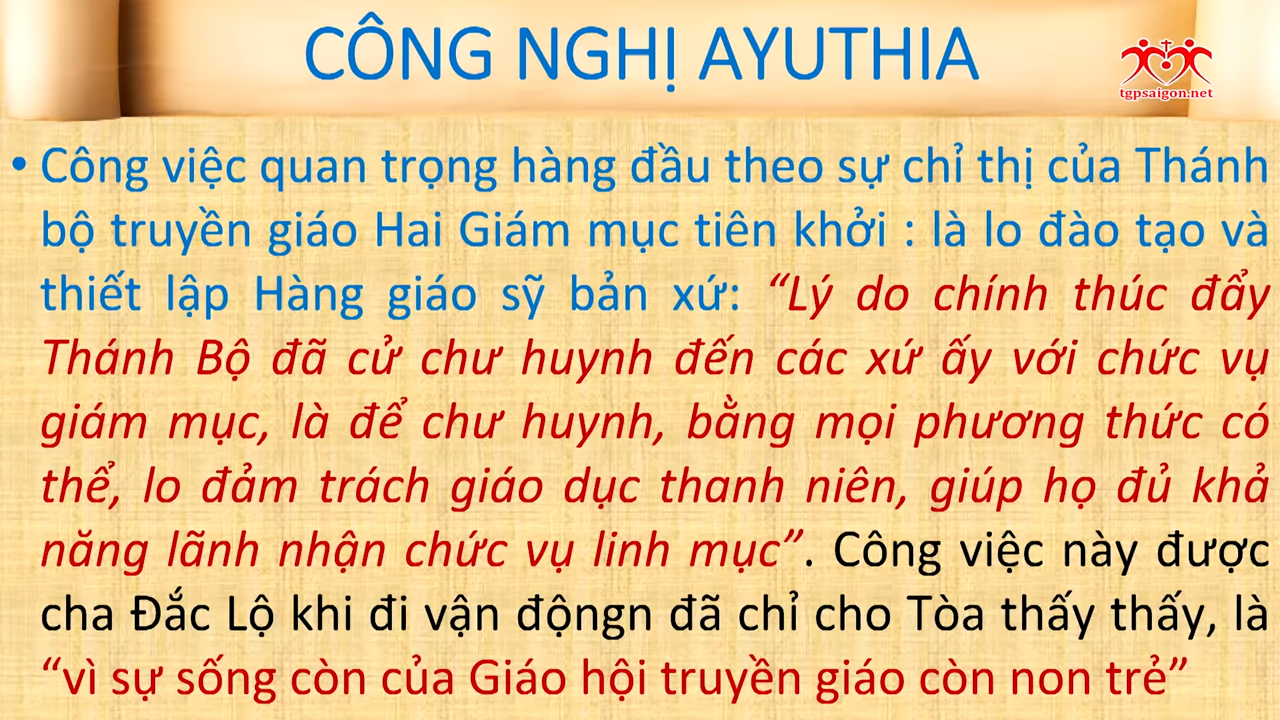 CÔNG NGHỊ AYUTHIA
tgpsaigon.net
• Công việc quan trọng hàng đầu theo sự chỉ thị của Thánh
bộ truyền giáo Hai Giám mục tiên khởi : là lo đào tạo và
thiết lập Hàng giáo sỹ bản xứ: “Lý do chính thúc đẩy
Thánh Bộ đã cử chư huynh đến các xứ ấy với chức vụ
giám mục, là để chư huynh, bằng mọi phương thức có
thể, lo đảm trách giáo dục thanh niên, giúp họ đủ khả
năng lãnh nhận chức vụ linh mục”. Công việc này được
cha Đắc Lộ khi đi vận độngn đã chỉ cho Tòa thấy thấy, là
“vì sự sống còn của Giáo hội truyền giáo còn non trẻ”